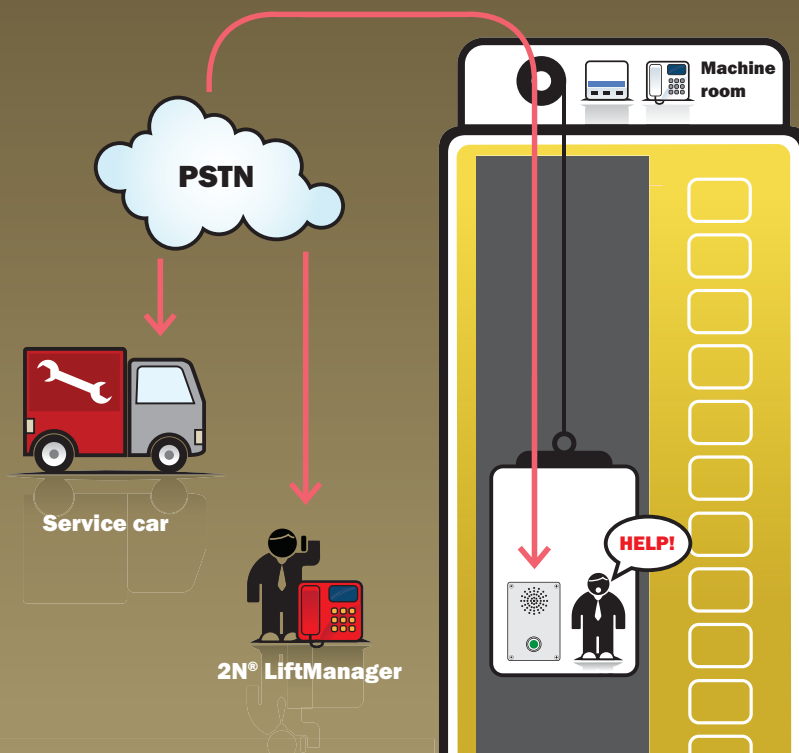 Machine
room
PSTN
HELP!
Service car
2N® LiftManager